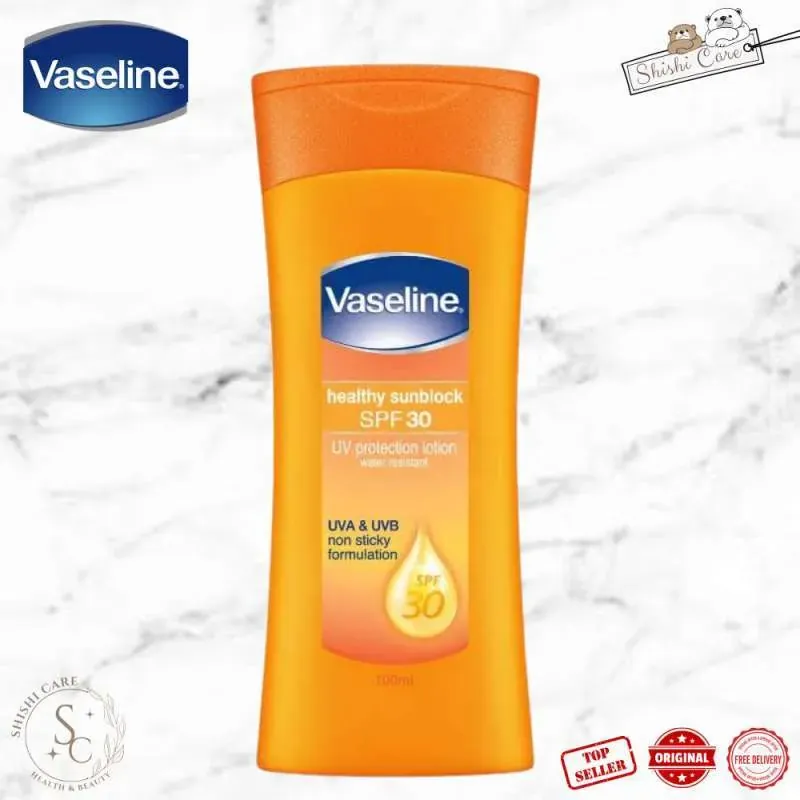 Vaseline
Shishi Care
Vaseline
healthy sunblock
SPF 30
UV protection lotion
water resistant
UVA & UVB
non sticky
formulation
SPF
30
100ml
SHISHI CARE
S C
HEALTH & BEAUTY
TOP
SELLER
ORIGINAL
FREE DELIVERY